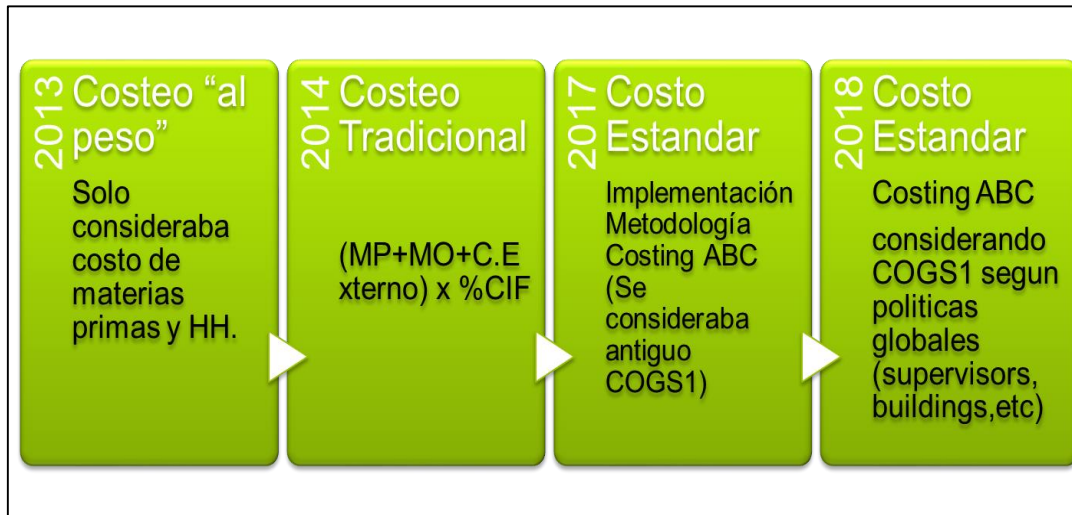 2013
Costeo “al
peso”
Solo
consideraba
costo de
materias
primas y HH.
2014
Costeo
Tradicional
(MP+MO+C.E
xterno) x %CIF
2017
Costo
Estandar
Implementación
Metodología
Costing ABC
(Se
consideraba
antiguo
COGS1)
2018
Costo
Estandar
Costing ABC
considerando
COGS1 segun
politicas
globales
(supervisors,
buildings,etc)